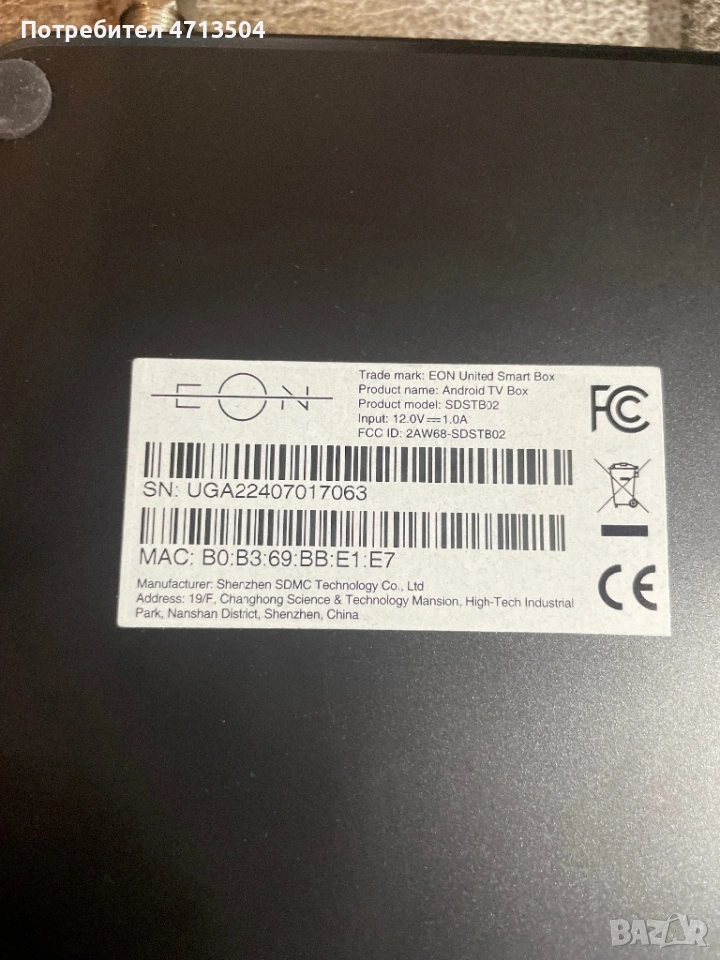 Потребител 4713504
EON
Trade mark: EON United Smart Box
Product name: Android TV Box
Product model: SDSTB02
Input: 12.0V⎓1.0A
FCC ID: 2AW68-SDSTB02
FC
SN: UGA22407017063
MAC: B0:B3:69:BB:E1:E7
CE
Manufacturer: Shenzhen SDMC Technology Co., Ltd
Address: 19/F, Changhong Science & Technology Mansion, High-Tech Industrial
Park, Nanshan District, Shenzhen, China
BAZAR